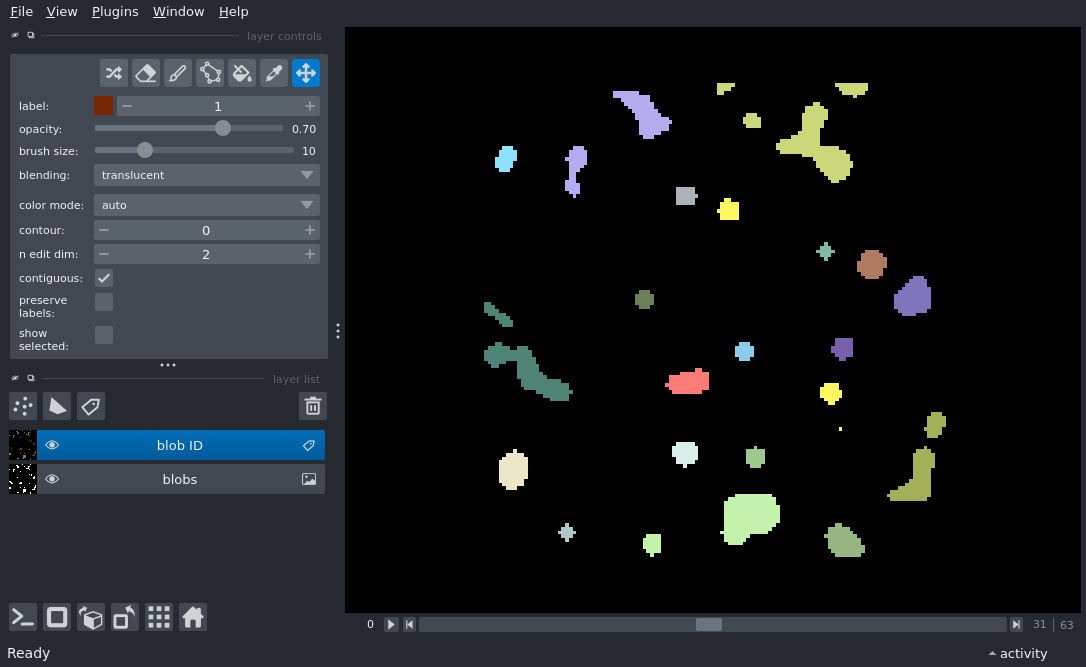 File View Plugins Window Help
layer controls
label: 1
opacity: 0.70
brush size: 10
blending: translucent
color mode: auto
contour: 0
n edit dim: 2
contiguous:
preserve
labels:
show
selected:
layer list
blob ID
blobs
0 31 63
Ready activity